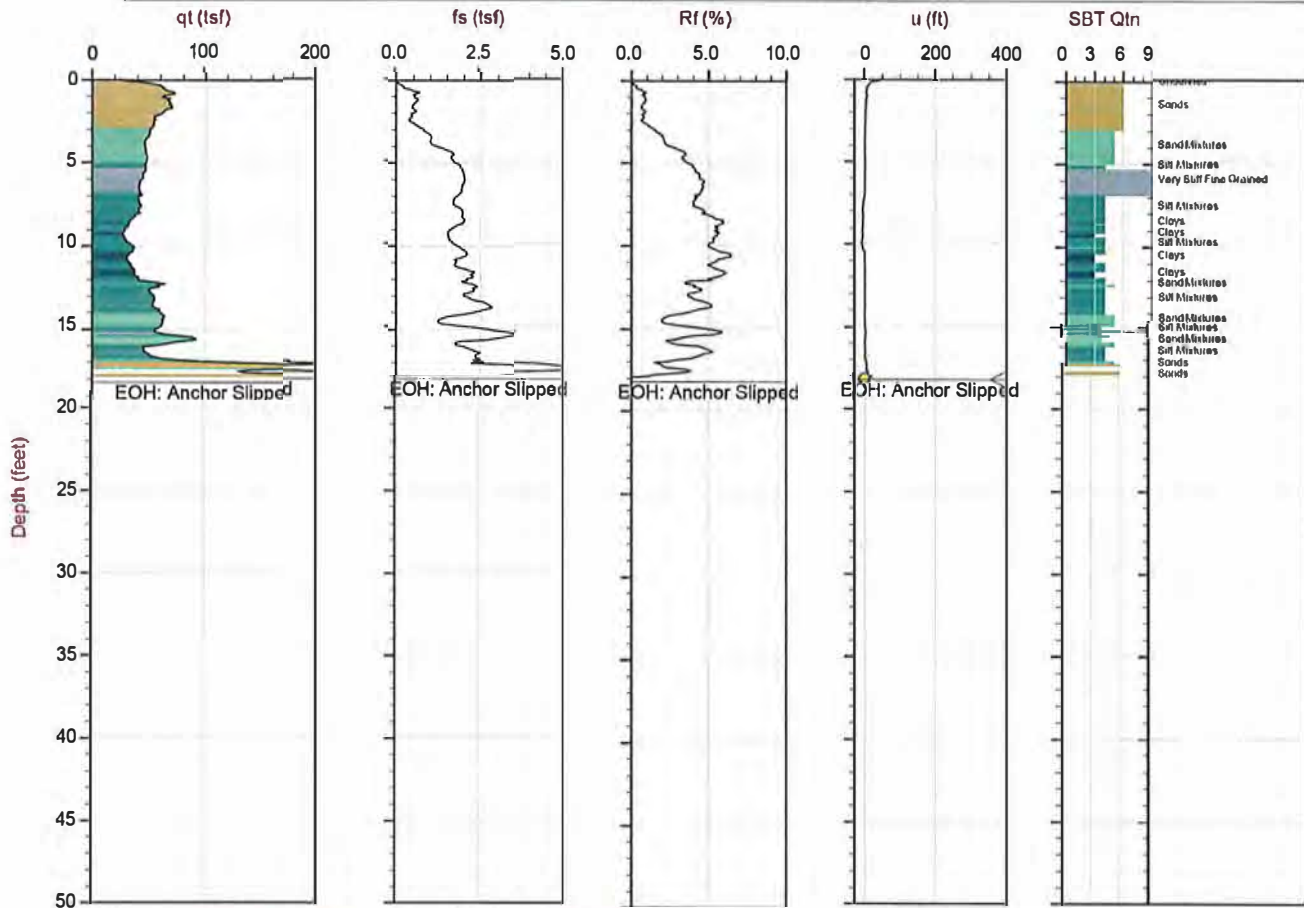 qt (tsf)
fs (tsf)
Rf (%)
u (ft)
SBT Qtn
0 100 200
0.0 2.5 5.0
0.0 5.0 10.0
0 200 400
0 3 6 9
Depth (feet)
0
5
10
15
20
25
30
35
40
45
50
Sands
Sand Mixtures
Silt Mixtures
Very Stiff Fine Grained
Silt Mixtures
Clays
Clays
Silt Mixtures
Clays
Clays
Sand Mixtures
Silt Mixtures
Sand Mixtures
Silt Mixtures
Sand Mixtures
Silt Mixtures
Sands
Sands
EOH: Anchor Slipped
EOH: Anchor Slipped
EOH: Anchor Slipped
EOH: Anchor Slipped